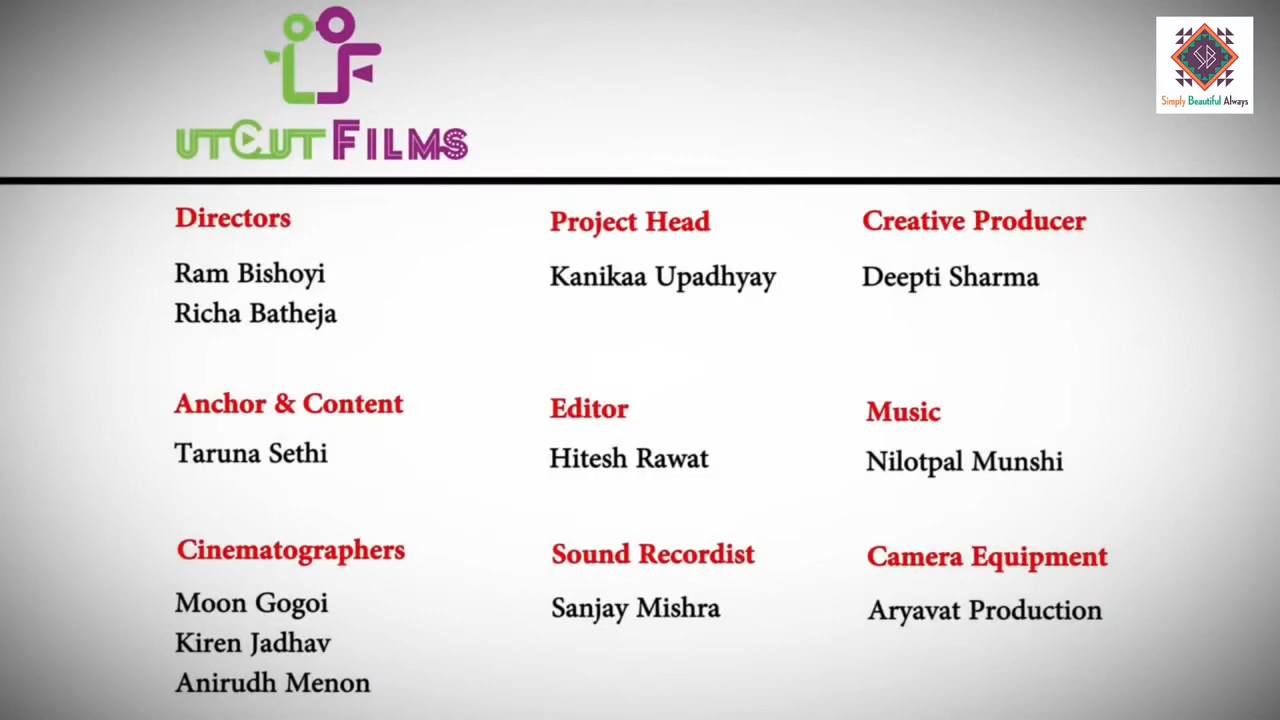 UTCUT FILMS
SB
Simply Beautiful Always
Directors
Ram Bishoyi
Richa Batheja
Project Head
Kanikaa Upadhyay
Creative Producer
Deepti Sharma
Anchor & Content
Taruna Sethi
Editor
Hitesh Rawat
Music
Nilotpal Munshi
Cinematographers
Moon Gogoi
Kiren Jadhav
Anirudh Menon
Sound Recordist
Sanjay Mishra
Camera Equipment
Aryavat Production